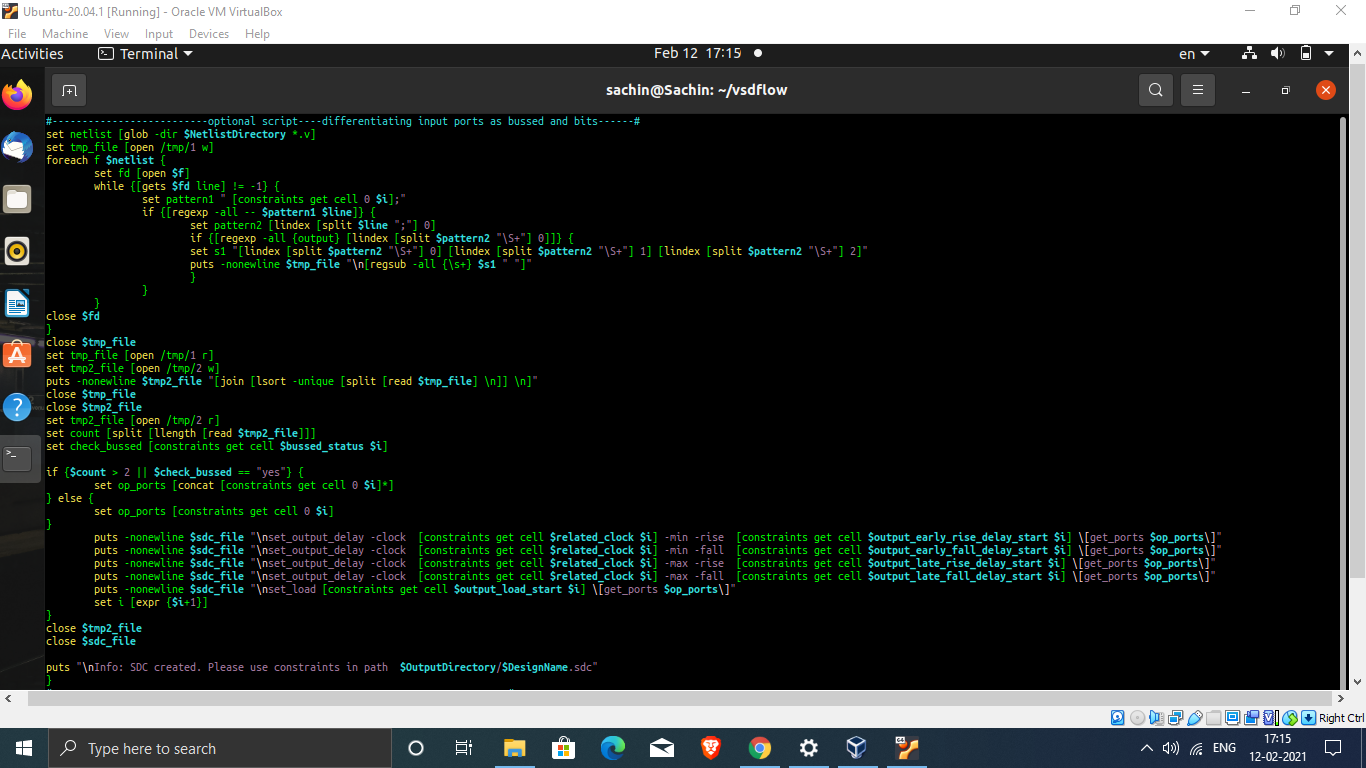 Ubuntu-20.04.1 [Running] - Oracle VM VirtualBox
File Machine View Input Devices Help
Activities Terminal Feb 12 17:15 en
sachin@Sachin: ~/vsdflow
#--------------------------optional script----differentiating input ports as bussed and bits------#
set netlist [glob -dir $NetlistDirectory *.v]
set tmp_file [open /tmp/1 w]
foreach f $netlist {
        set fd [open $f]
        while {[gets $fd line] != -1} {
                set pattern1 " [constraints get cell 0 $i];"
                if {[regexp -all -- $pattern1 $line]} {
                        set pattern2 [lindex [split $line ";"] 0]
                        if {[regexp -all {output} [lindex [split $pattern2 "\S+"] 0]]} {
                        set s1 "[lindex [split $pattern2 "\S+"] 0] [lindex [split $pattern2 "\S+"] 1] [lindex [split $pattern2 "\S+"] 2]"
                        puts -nonewline $tmp_file "\n[regsub -all {\s+} $s1 " "]"
                        }
                }
        }
close $fd
}
close $tmp_file
set tmp_file [open /tmp/1 r]
set tmp2_file [open /tmp/2 w]
puts -nonewline $tmp2_file "[join [lsort -unique [split [read $tmp_file] \n]] \n]"
close $tmp_file
close $tmp2_file
set tmp2_file [open /tmp/2 r]
set count [split [llength [read $tmp2_file]]]
set check_bussed [constraints get cell $bussed_status $i]
if {$count > 2 || $check_bussed == "yes"} {
        set op_ports [concat [constraints get cell 0 $i]*]
} else {
        set op_ports [constraints get cell 0 $i]
}
        puts -nonewline $sdc_file "\nset_output_delay -clock  [constraints get cell $related_clock $i] -min -rise  [constraints get cell $output_early_rise_delay_start $i] \[get_ports $op_ports\]"
        puts -nonewline $sdc_file "\nset_output_delay -clock  [constraints get cell $related_clock $i] -min -fall  [constraints get cell $output_early_fall_delay_start $i] \[get_ports $op_ports\]"
        puts -nonewline $sdc_file "\nset_output_delay -clock  [constraints get cell $related_clock $i] -max -rise  [constraints get cell $output_late_rise_delay_start $i] \[get_ports $op_ports\]"
        puts -nonewline $sdc_file "\nset_output_delay -clock  [constraints get cell $related_clock $i] -max -fall  [constraints get cell $output_late_fall_delay_start $i] \[get_ports $op_ports\]"
        puts -nonewline $sdc_file "\nset_load [constraints get cell $output_load_start $i] \[get_ports $op_ports\]"
        set i [expr {$i+1}]
}
close $tmp2_file
close $sdc_file
puts "\nInfo: SDC created. Please use constraints in path  $OutputDirectory/$DesignName.sdc"
}
Right Ctrl
Type here to search
ENG
17:15
12-02-2021